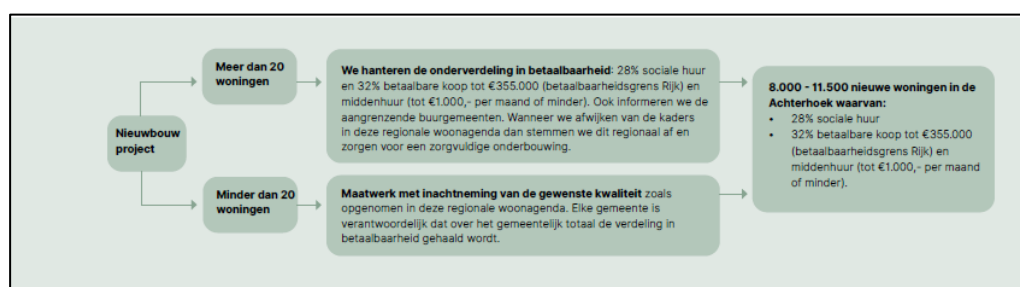 Meer dan 20
woningen
We hanteren de onderverdeling in betaalbaarheid: 28% sociale huur
en 32% betaalbare koop tot €355.000 (betaalbaarheidsgrens Rijk) en
middenhuur (tot €1.000,- per maand of minder). Ook informeren we de
aangrenzende buurgemeenten. Wanneer we afwijken van de kaders
in deze regionale woonagenda dan stemmen we dit regionaal af en
zorgen voor een zorgvuldige onderbouwing.
8.000 - 11.500 nieuwe woningen in de
Achterhoek waarvan:
• 28% sociale huur
• 32% betaalbare koop tot €355.000
(betaalbaarheidsgrens Rijk) en
middenhuur (tot €1.000,- per maand
of minder).
Nieuwbouw
project
Minder dan 20
woningen
Maatwerk met inachtneming van de gewenste kwaliteit zoals
opgenomen in deze regionale woonagenda. Elke gemeente is
verantwoordelijk dat over het gemeentelijk totaal de verdeling in
betaalbaarheid gehaald wordt.